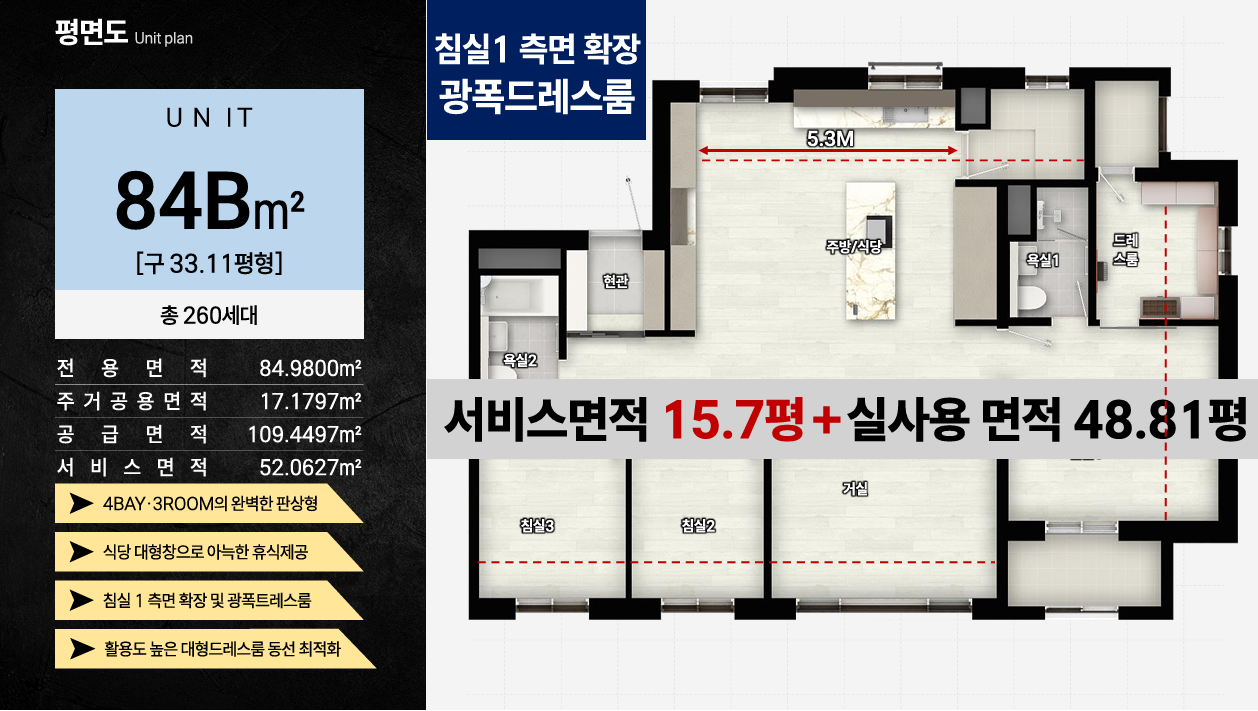 평면도 Unit plan
UNIT
84Bm²
[구 33.11평형]
총 260세대
전용면적 84.9800m²
주거공용면적 17.1797m²
공급면적 109.4497m²
서비스면적 52.0627m²
4BAY·3ROOM의 완벽한 판상형
식당 대형창으로 아늑한 휴식제공
침실 1 측면 확장 및 광폭트레스룸
활용도 높은 대형드레스룸 동선 최적화
침실1 측면 확장
광폭드레스룸
5.3M
주방/식당
드레
스룸
욕실1
현관
욕실2
서비스면적 15.7평+실사용 면적 48.81평
거실
침실3
침실2